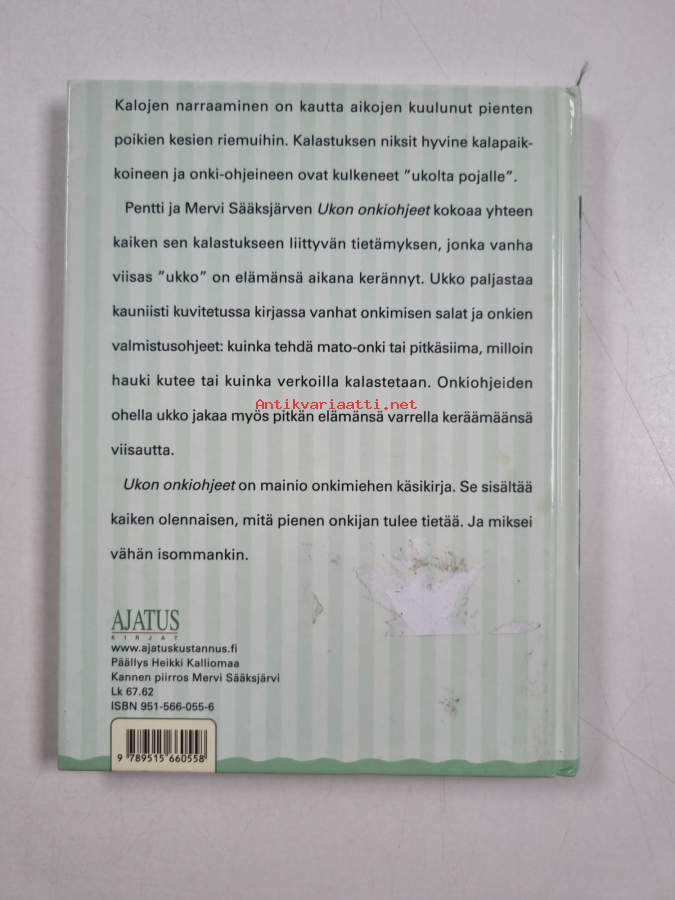 Kalojen narraaminen on kautta aikojen kuulunut pienten
poikien kesien riemuihin. Kalastuksen niksit hyvine kalapaik-
koineen ja onki-ohjeineen ovat kulkeneet ”ukolta pojalle”.
Pentti ja Mervi Sääksjärven Ukon onkiohjeet kokoaa yhteen
kaiken sen kalastukseen liittyvän tietämyksen, jonka vanha
viisas ”ukko” on elämänsä aikana kerännyt. Ukko paljastaa
kauniisti kuvitetussa kirjassa vanhat onkimisen salat ja onkien
valmistusohjeet: kuinka tehdä mato-onki tai pitkäsiima, milloin
hauki kutee tai kuinka verkoilla kalastetaan. Onkiohjeiden
Antikvariaatti.net
ohella ukko jakaa myös pitkän elämänsä varrella keräämäänsä
viisautta.
Ukon onkiohjeet on mainio onkimiehen käsikirja. Se sisältää
kaiken olennaisen, mitä pienen onkijan tulee tietää. Ja miksei
vähän isommankin.
AJATUS
KIRJAT
www.ajatuskustannus.fi
Päällys Heikki Kalliomaa
Kannen piirros Mervi Sääksjärvi
Lk 67.62
ISBN 951-566-055-6
9 789515 660558